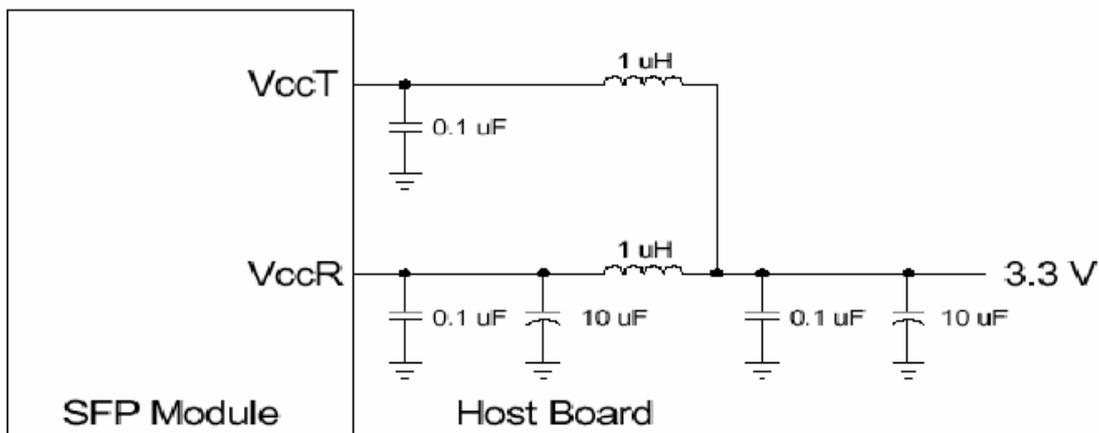 1 uH
VccT
0.1 uF
1 uH
VccR
3.3 V
0.1 uF
10 uF
0.1 uF
10 uF
SFP Module
Host Board